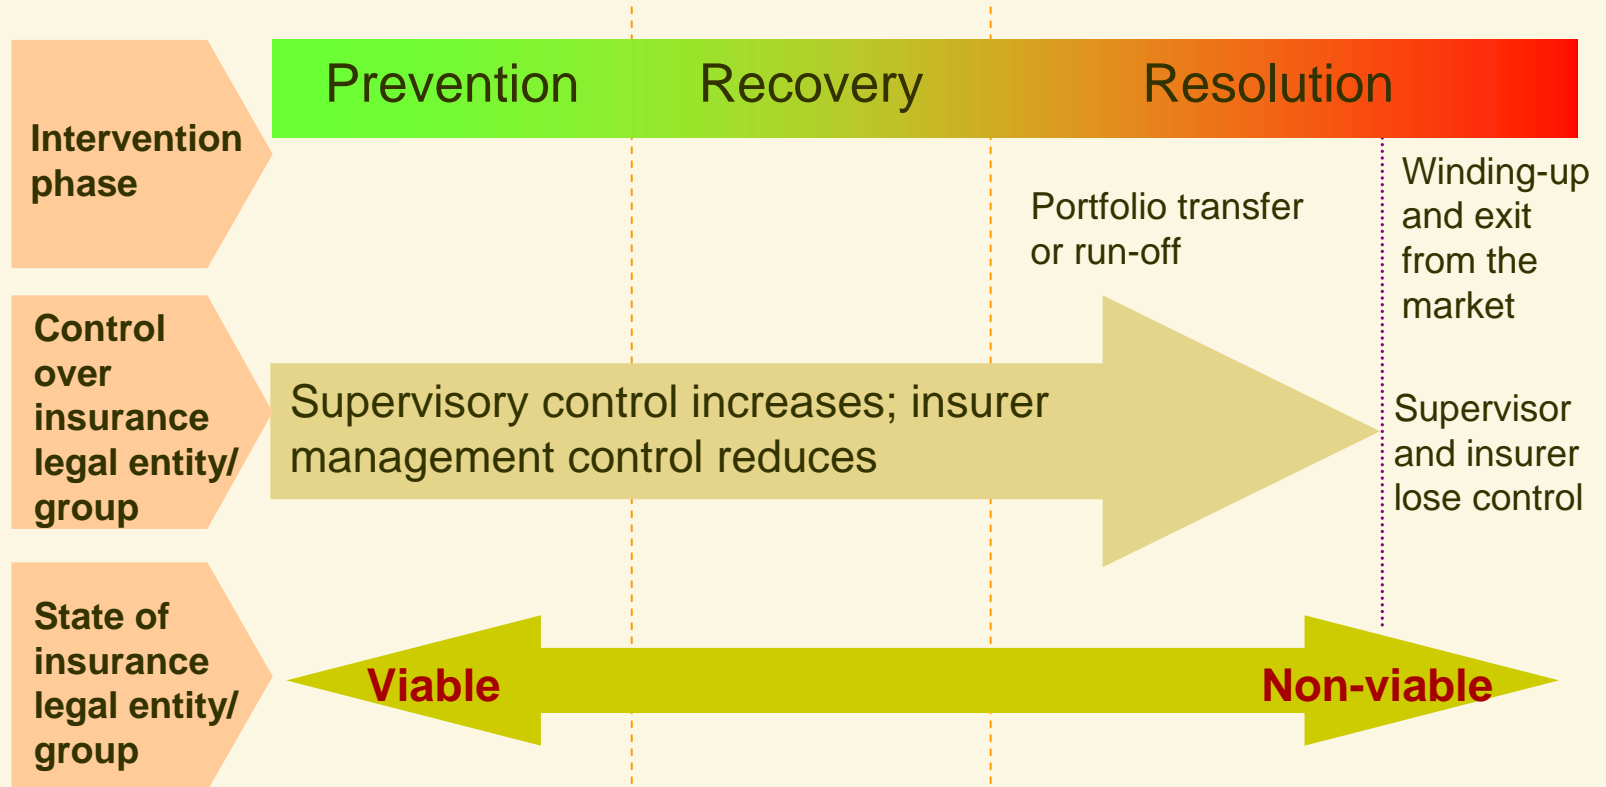 Prevention
Recovery
Resolution
Intervention
phase
Portfolio transfer
or run-off
Winding-up
and exit
from the
market
Control
over
insurance
legal entity/
group
Supervisory control increases; insurer
management control reduces
Supervisor
and insurer
lose control
State of
insurance
legal entity/
group
Viable
Non-viable